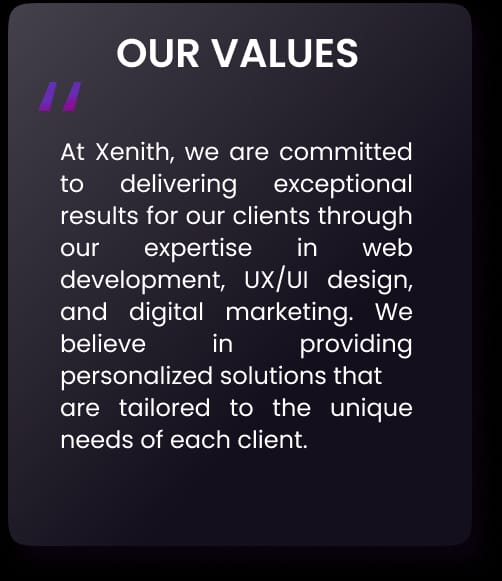 OUR VALUES
"
At Xenith, we are committed
to delivering exceptional
results for our clients through
our expertise in web
development, UX/UI design,
and digital marketing. We
believe in providing
personalized solutions that
are tailored to the unique
needs of each client.